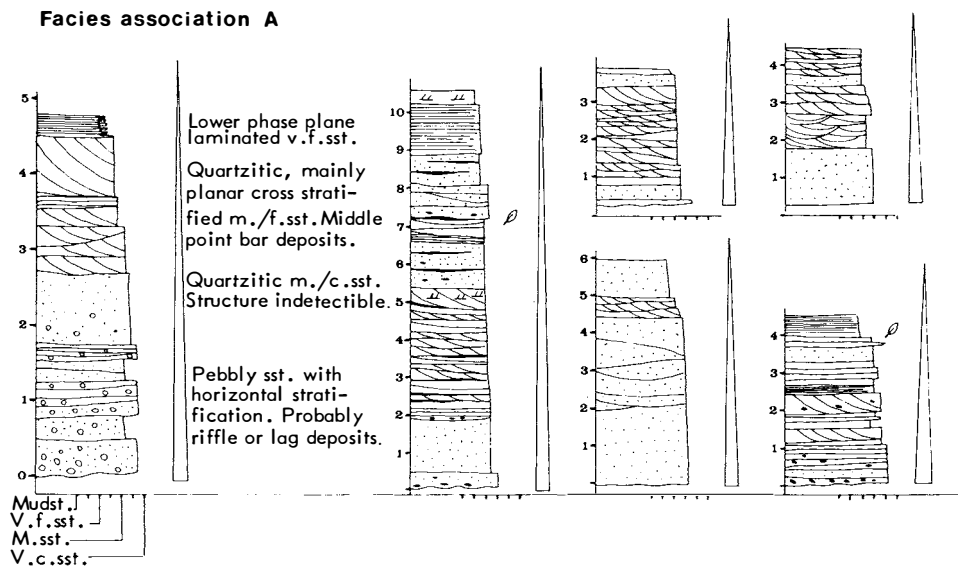 Facies association A
5
4
3
2
1
0
Mudst.
V.f.sst.
M.sst.
V.c.sst.
Lower phase plane
laminated v.f.sst.
Quartzitic, mainly
planar cross strati-
fied m./f.sst. Middle
point bar deposits.
Quartzitic m./c.sst.
Structure indetectible.
Pebbly sst. with
horizontal strati-
fication. Probably
riffle or lag deposits.
10
9
8
7
6
5
4
3
2
1
3
2
1
4
3
2
1
6
5
4
3
2
1
4
3
2
1